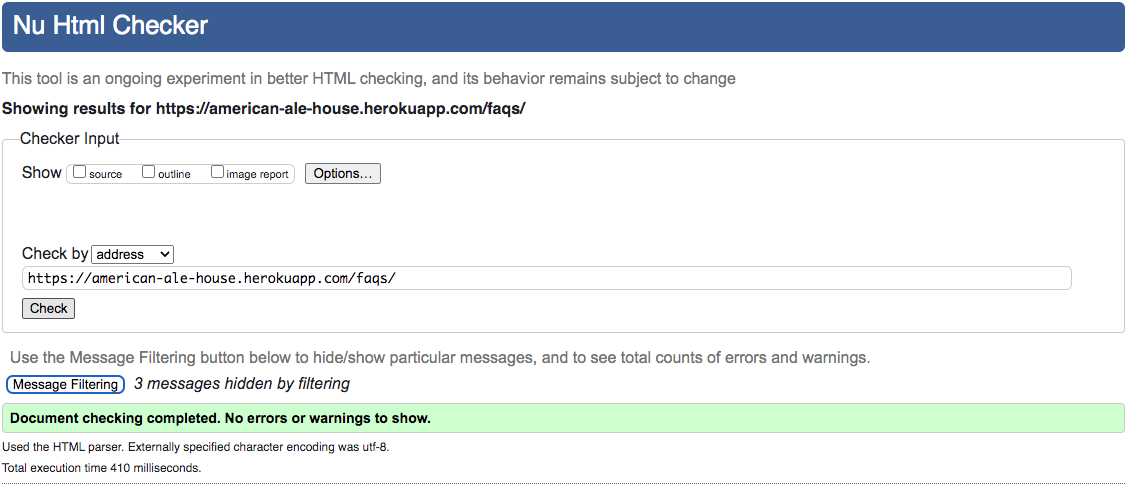 Nu Html Checker
This tool is an ongoing experiment in better HTML checking, and its behavior remains subject to change
Showing results for https://american-ale-house.herokuapp.com/faqs/
Checker Input
Show source outline image report Options...
Check by address
https://american-ale-house.herokuapp.com/faqs/
Check
Use the Message Filtering button below to hide/show particular messages, and to see total counts of errors and warnings.
Message Filtering 3 messages hidden by filtering
Document checking completed. No errors or warnings to show.
Used the HTML parser. Externally specified character encoding was utf-8.
Total execution time 410 milliseconds.